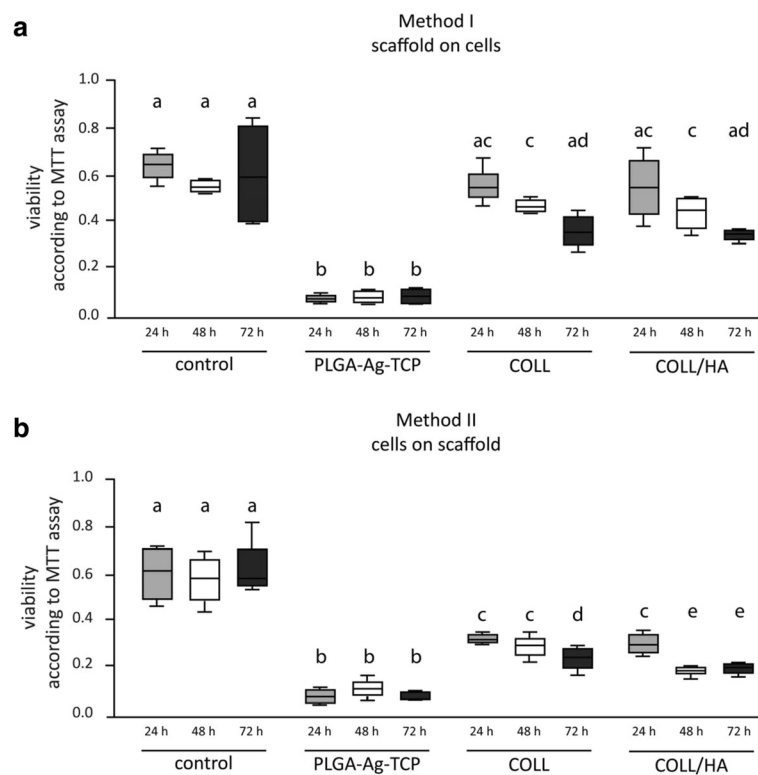 a
Method I
scaffold on cells
viability
according to MTT assay
1.0
0.8
0.6
0.4
0.2
0.0
a a a b b b ac c ad ac c ad
24 h 48 h 72 h 24 h 48 h 72 h 24 h 48 h 72 h 24 h 48 h 72 h
control PLGA-Ag-TCP COLL COLL/HA
b
Method II
cells on scaffold
viability
according to MTT assay
1.0
0.8
0.6
0.4
0.2
0.0
a a a b b b c c d c e e
24 h 48 h 72 h 24 h 48 h 72 h 24 h 48 h 72 h 24 h 48 h 72 h
control PLGA-Ag-TCP COLL COLL/HA